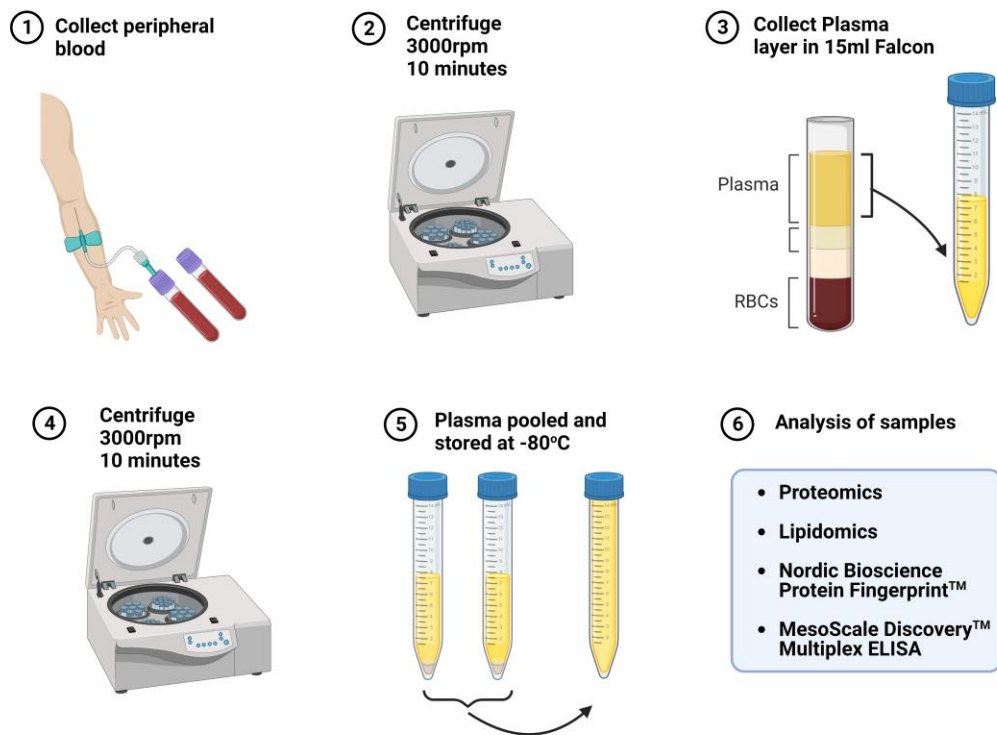 1
Collect peripheral
blood
2
Centrifuge
3000rpm
10 minutes
3
Collect Plasma
layer in 15ml Falcon
Plasma
RBCs
4
Centrifuge
3000rpm
10 minutes
5
Plasma pooled and
stored at -80ºC
6
Analysis of samples
• Proteomics
• Lipidomics
• Nordic Bioscience
Protein Fingerprint™
• MesoScale Discovery™
Multiplex ELISA